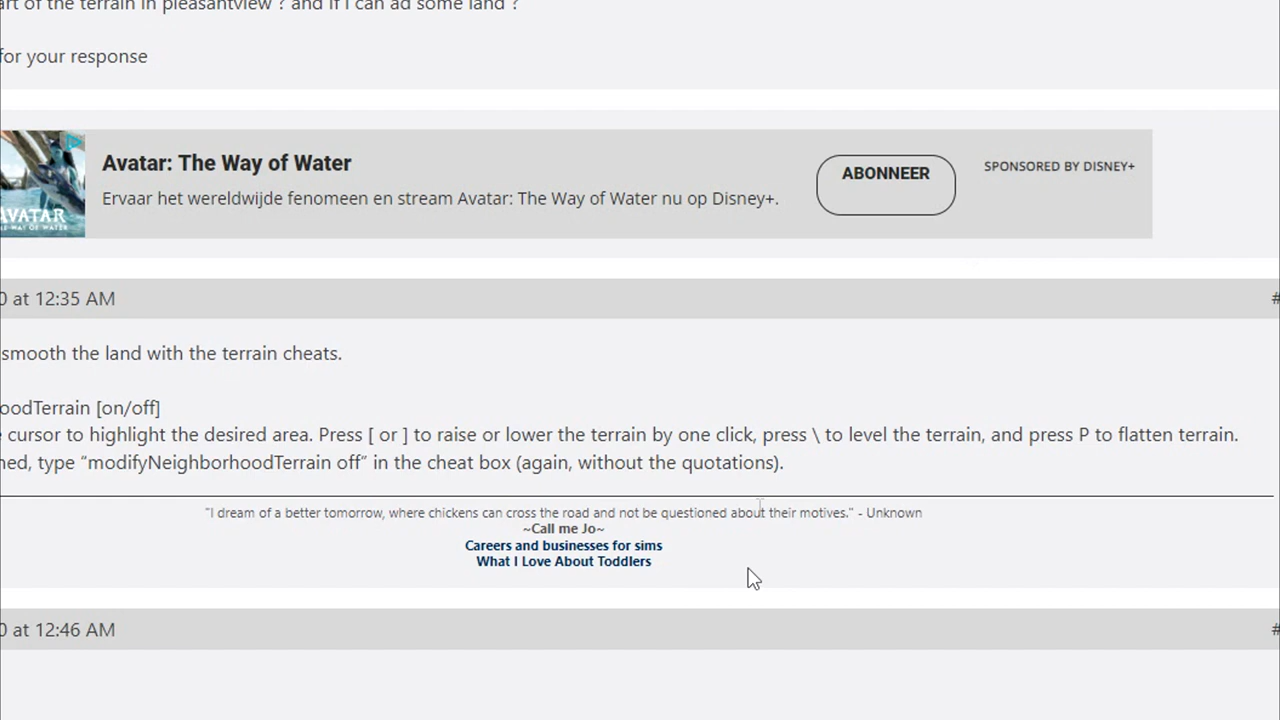 art of the terrain in pleasantview ? and if i can ad some land ?
for your response
Avatar: The Way of Water
Ervaar het wereldwijde fenomeen en stream Avatar: The Way of Water nu op Disney+.
ABONNEER
SPONSORED BY DISNEY+
AVATAR
THE WAY OF WATER
0 at 12:35 AM
#
smooth the land with the terrain cheats.
oodTerrain [on/off]
cursor to highlight the desired area. Press [ or ] to raise or lower the terrain by one click, press \ to level the terrain, and press P to flatten terrain.
ned, type “modifyNeighborhoodTerrain off” in the cheat box (again, without the quotations).
"I dream of a better tomorrow, where chickens can cross the road and not be questioned about their motives." - Unknown
~Call me Jo~
Careers and businesses for sims
What I Love About Toddlers
0 at 12:46 AM
#